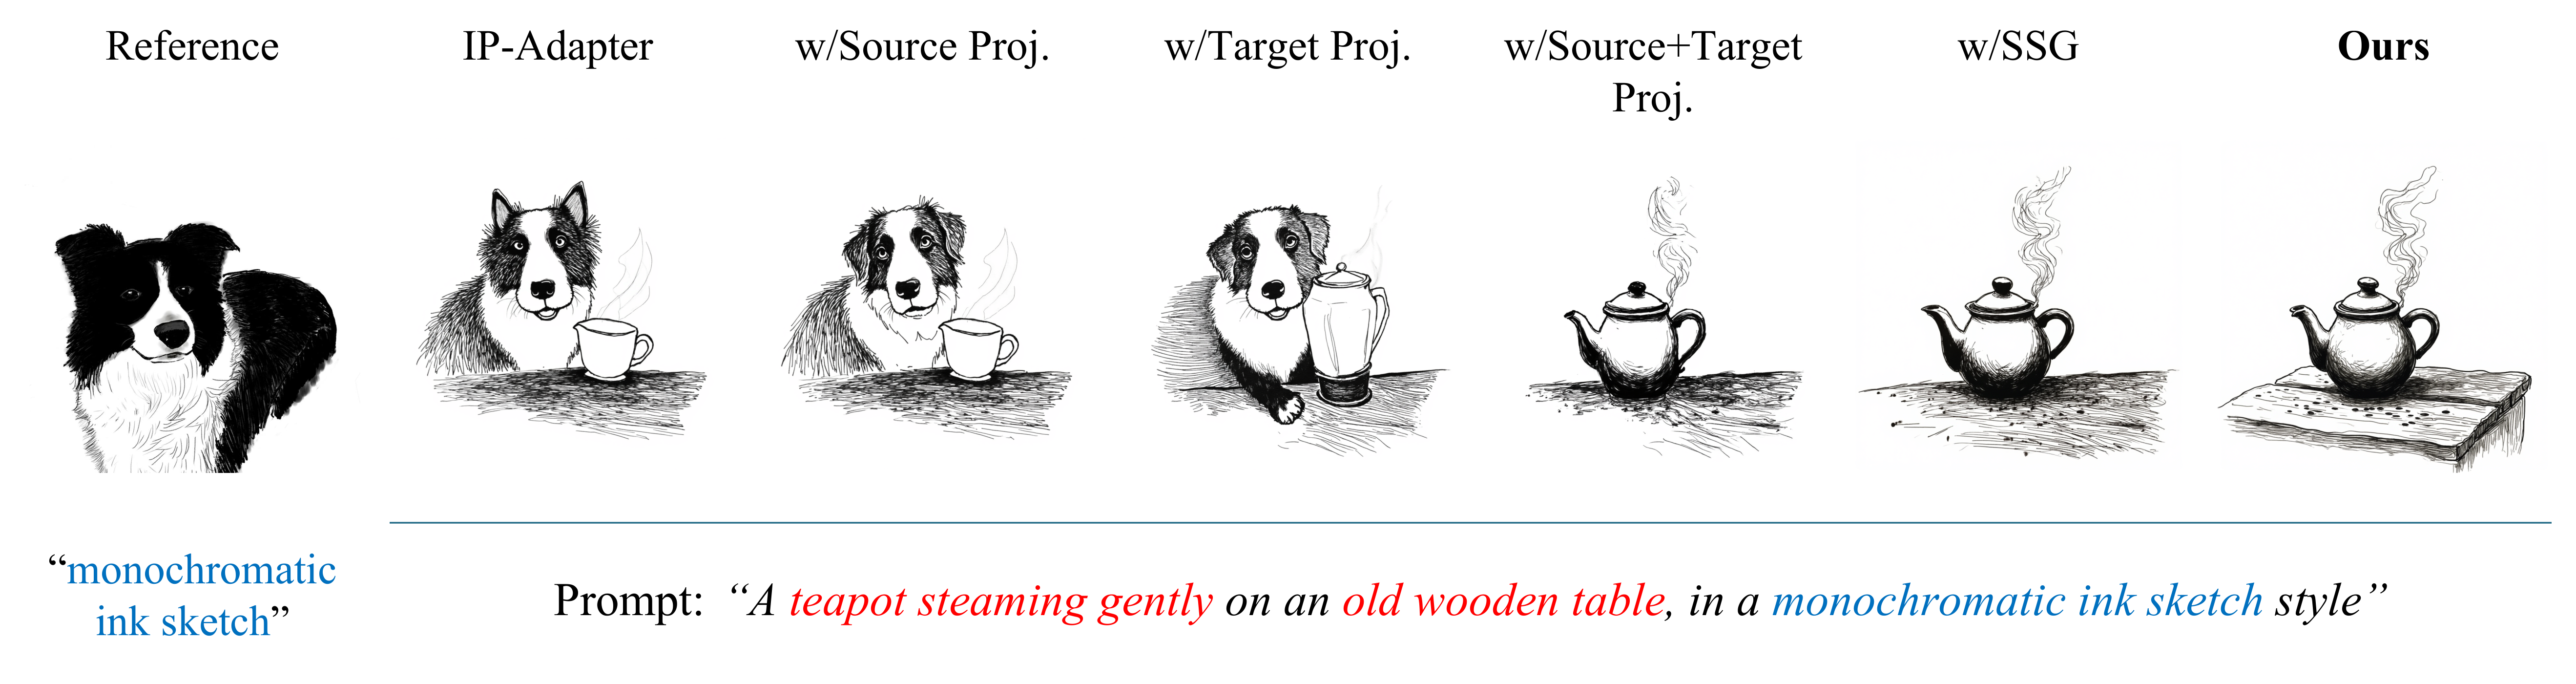 Reference
IP-Adapter
w/Source Proj.
w/Target Proj.
w/Source+Target
Proj.
w/SSG
Ours
“monochromatic
ink sketch”
Prompt: “A teapot steaming gently on an old wooden table, in a monochromatic ink sketch style”